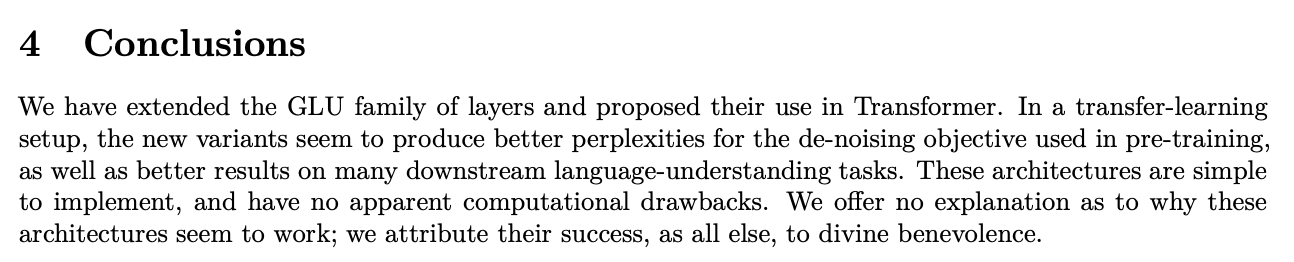 4 Conclusions
We have extended the GLU family of layers and proposed their use in Transformer. In a transfer-learning
setup, the new variants seem to produce better perplexities for the de-noising objective used in pre-training,
as well as better results on many downstream language-understanding tasks. These architectures are simple
to implement, and have no apparent computational drawbacks. We offer no explanation as to why these
architectures seem to work; we attribute their success, as all else, to divine benevolence.